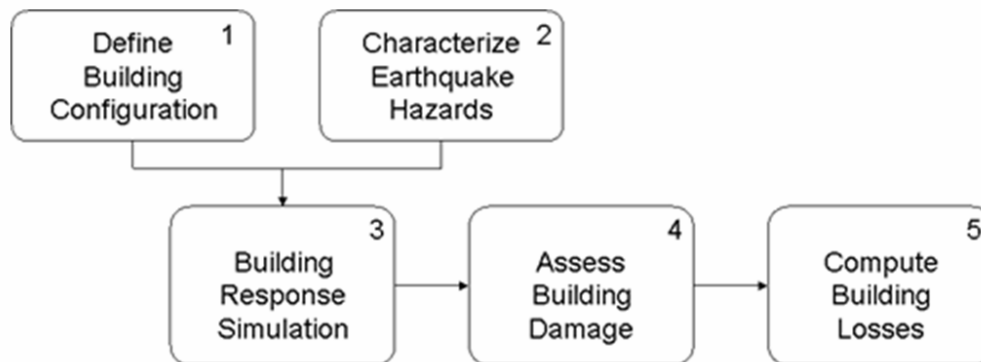 1
Define
Building
Configuration
2
Characterize
Earthquake
Hazards
3
Building
Response
Simulation
4
Assess
Building
Damage
5
Compute
Building
Losses